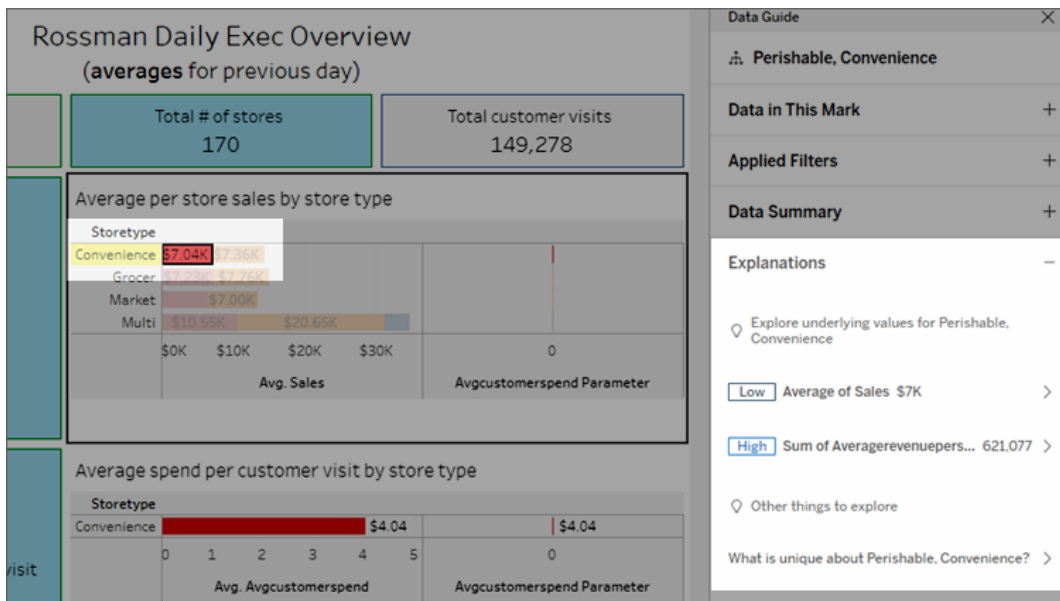 Rossman Daily Exec Overview
(averages for previous day)
Total # of stores
170
Total customer visits
149,278
Average per store sales by store type
Storetype
Convenience $7.04K $7.36K
Grocer $7.23K $7.76K
Market $7.00K
Multi $10.55K $20.65K
$0K $10K $20K $30K 0
Avg. Sales Avgcustomerspend Parameter
Average spend per customer visit by store type
Storetype
Convenience $4.04 $4.04
0 1 2 3 4 5 0
Avg. Avgcustomerspend Avgcustomerspend Parameter
visit
Data Guide
Perishable, Convenience
Data in This Mark
Applied Filters
Data Summary
Explanations
Explore underlying values for Perishable,
Convenience
Low Average of Sales $7K
High Sum of Averagerevenuepers... 621,077
Other things to explore
What is unique about Perishable, Convenience?